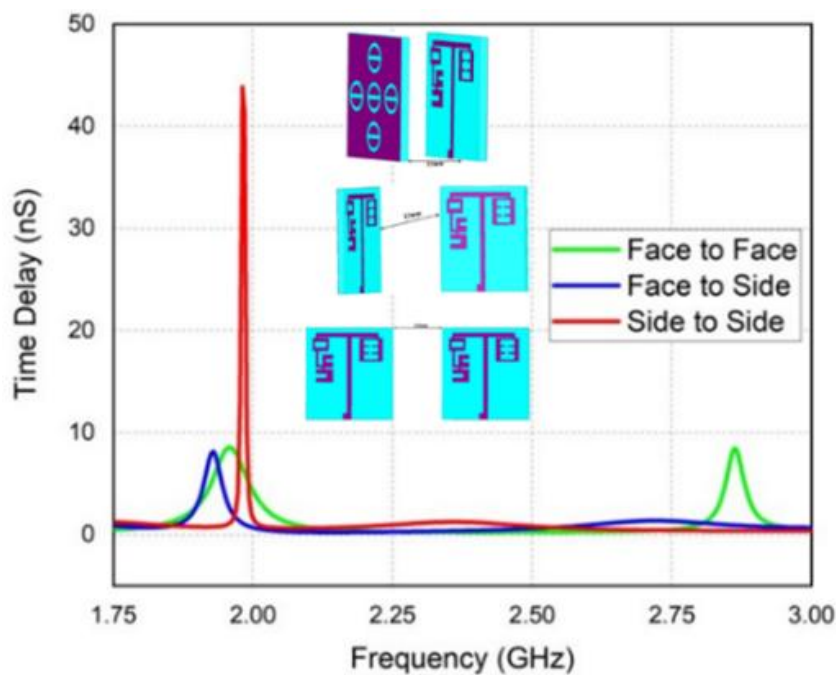 50
40
30
20
10
0
Time Delay (nS)
Face to Face
Face to Side
Side to Side
1.75 2.00 2.25 2.50 2.75 3.00
Frequency (GHz)